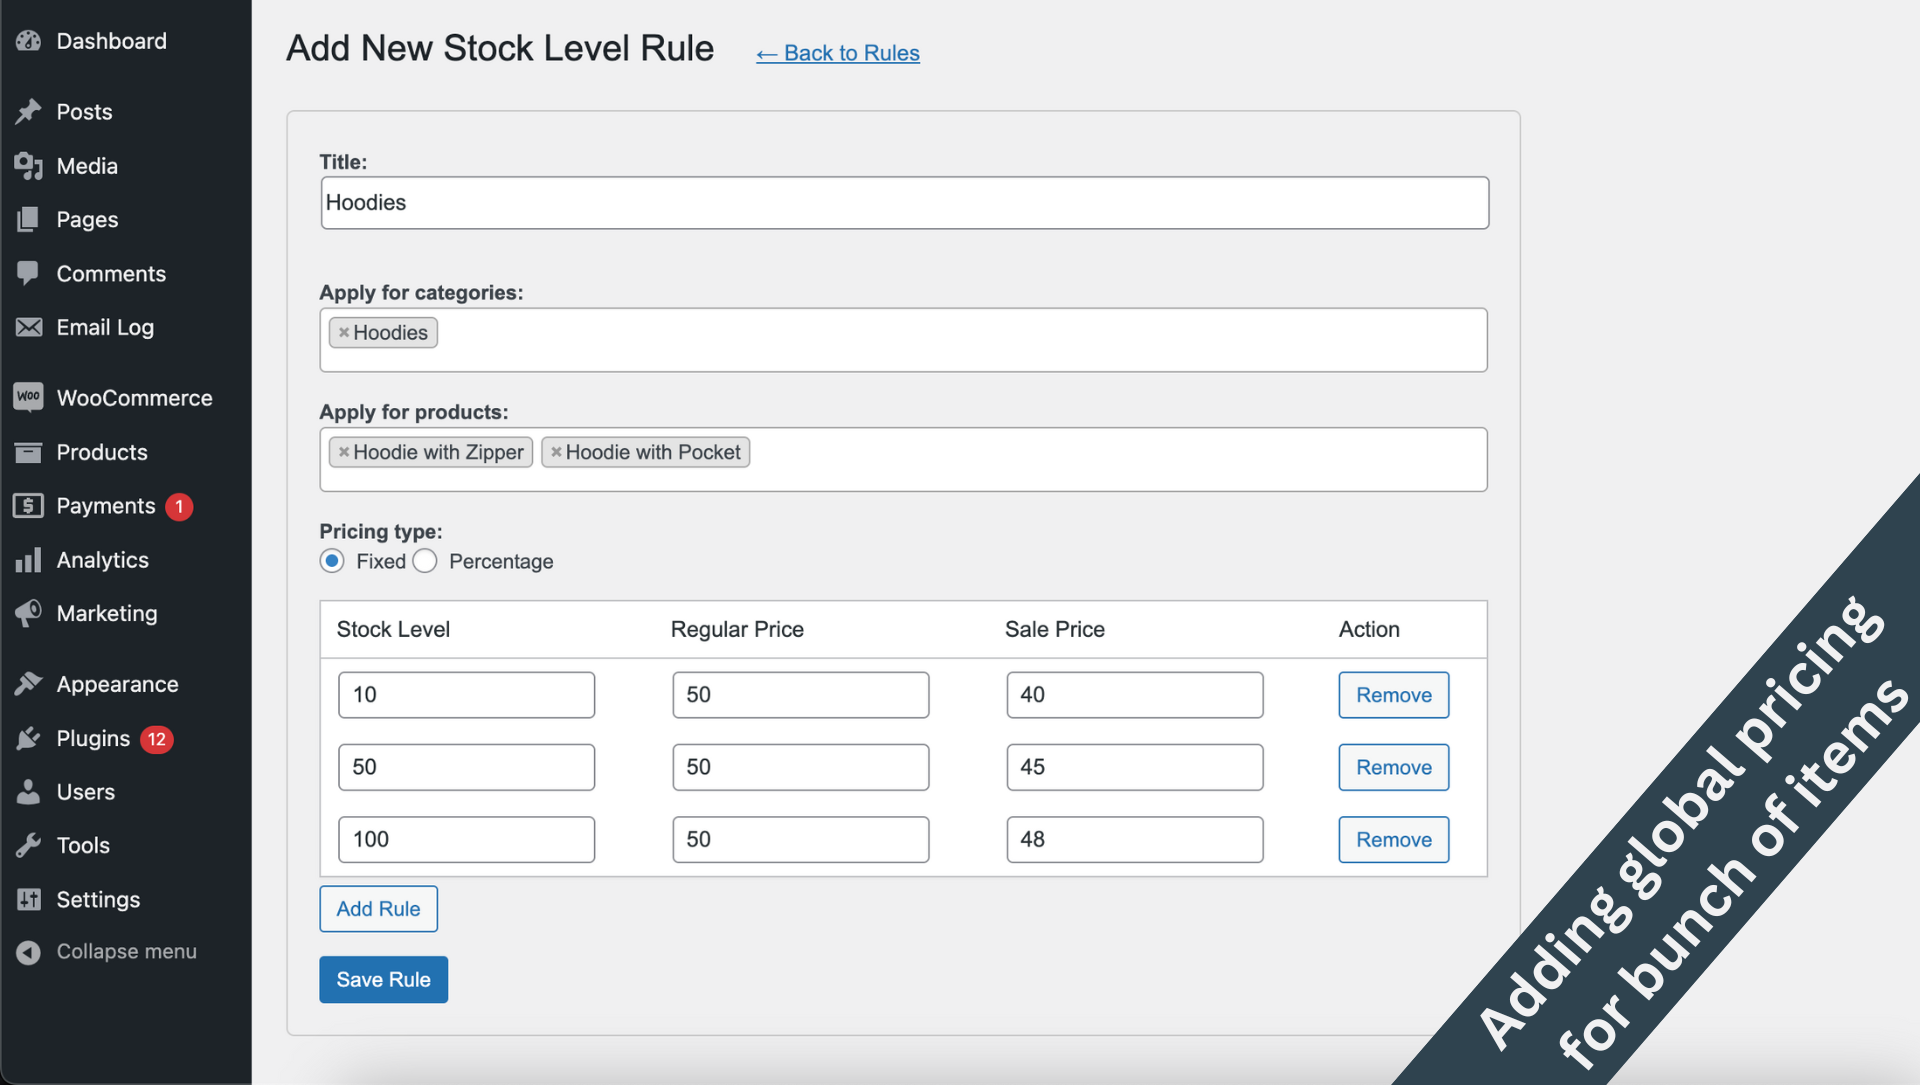 Dashboard
Posts
Media
Pages
Comments
Email Log
Woo WooCommerce
Products
Payments 1
Analytics
Marketing
Appearance
Plugins 12
Users
Tools
Settings
Collapse menu
Add New Stock Level Rule ← Back to Rules
Title:
Hoodies
Apply for categories:
× Hoodies
Apply for products:
× Hoodie with Zipper × Hoodie with Pocket
Pricing type:
Fixed Percentage
Stock Level Regular Price Sale Price Action
10 50 40 Remove
50 50 45 Remove
100 50 48 Remove
Add Rule
Save Rule
Adding global pricing
for bunch of items